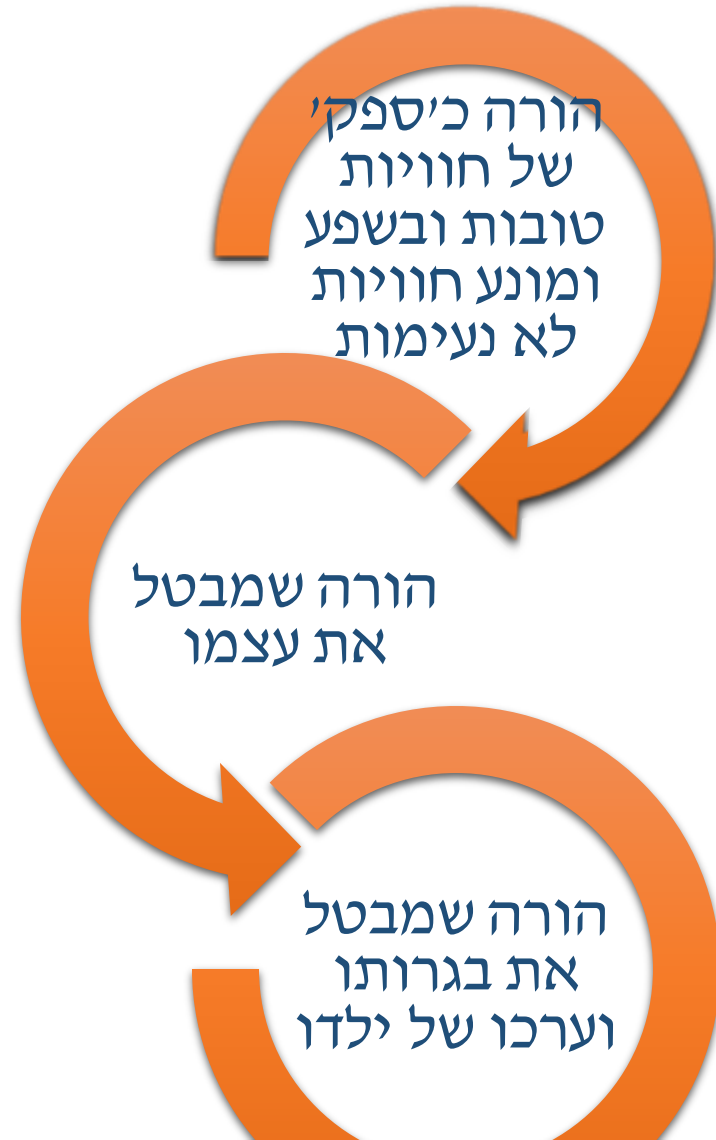 הורה כ'ספק'
של חוויות
טובות ובשפע
ומונע חוויות
לא נעימות
הורה שמבטל
את עצמו
הורה שמבטל
את בגרותו
וערכו של ילדו